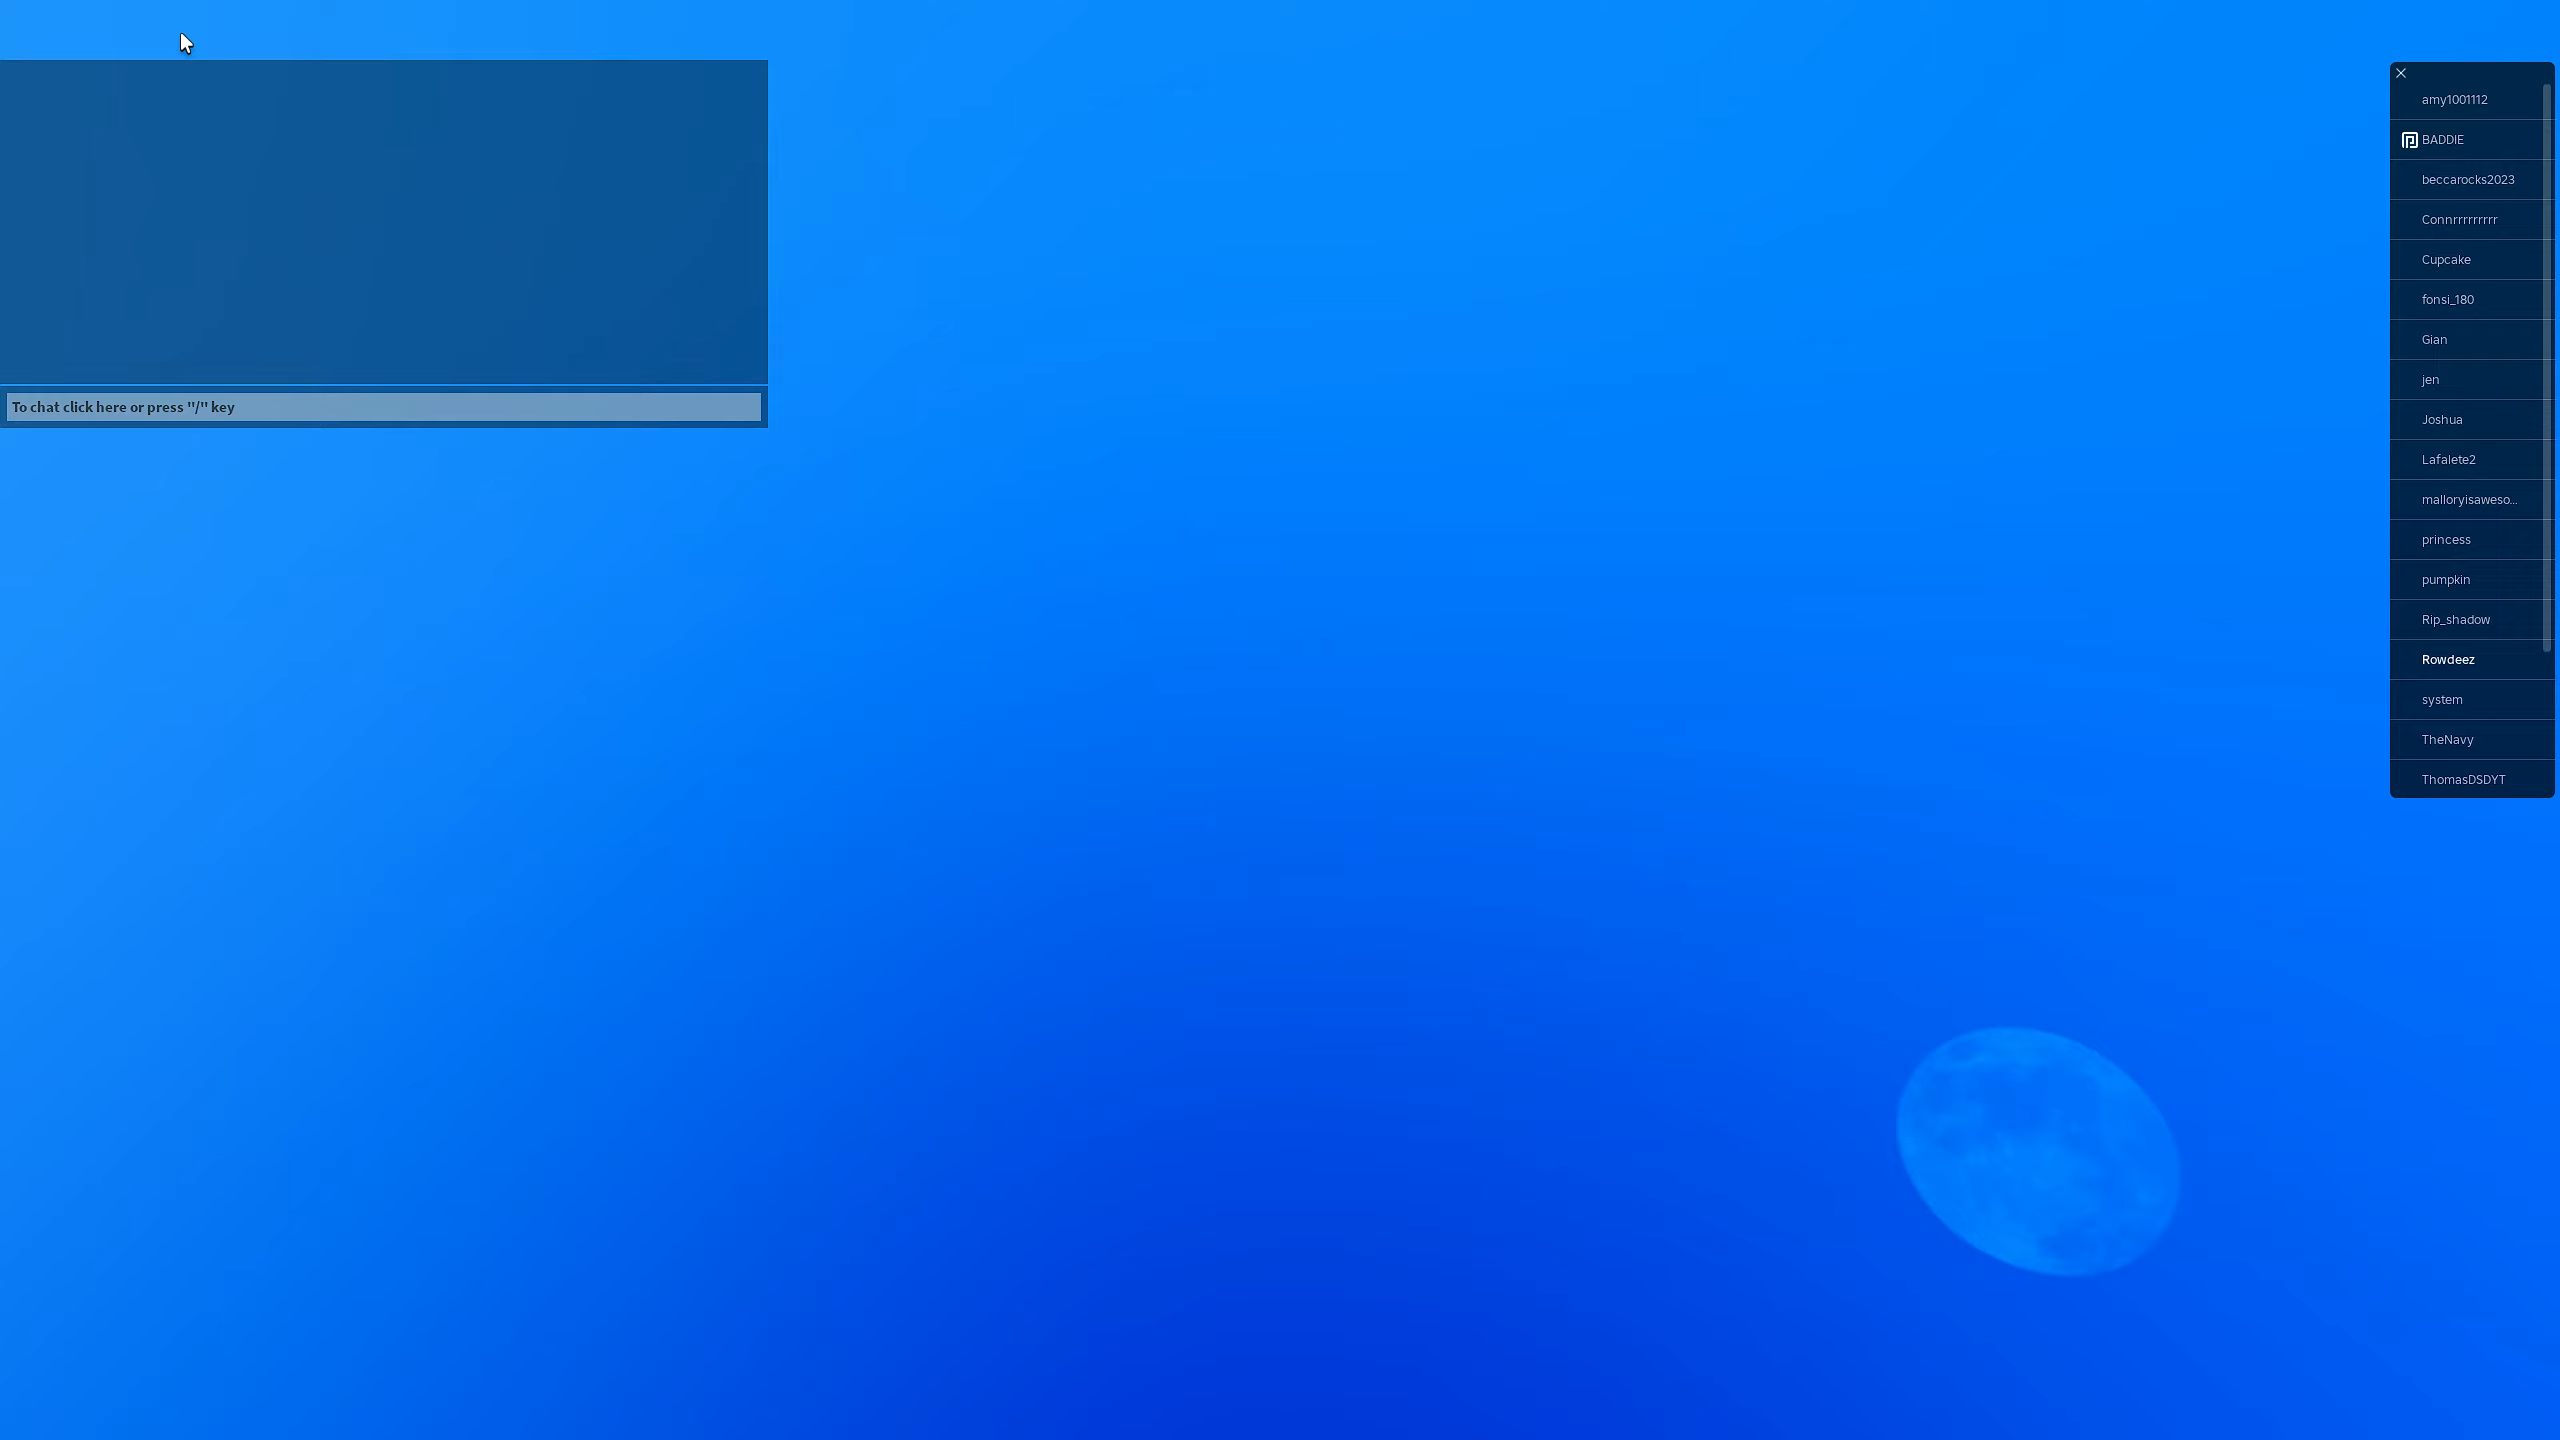 To chat click here or press "/" key
amy1001112
BADDIE
beccarocks2023
Connrrrrrrrrr
Cupcake
fonsi_180
Gian
jen
Joshua
Lafalete2
malloryisaweso...
princess
pumpkin
Rip_shadow
Rowdeez
system
TheNavy
ThomasDSDYT